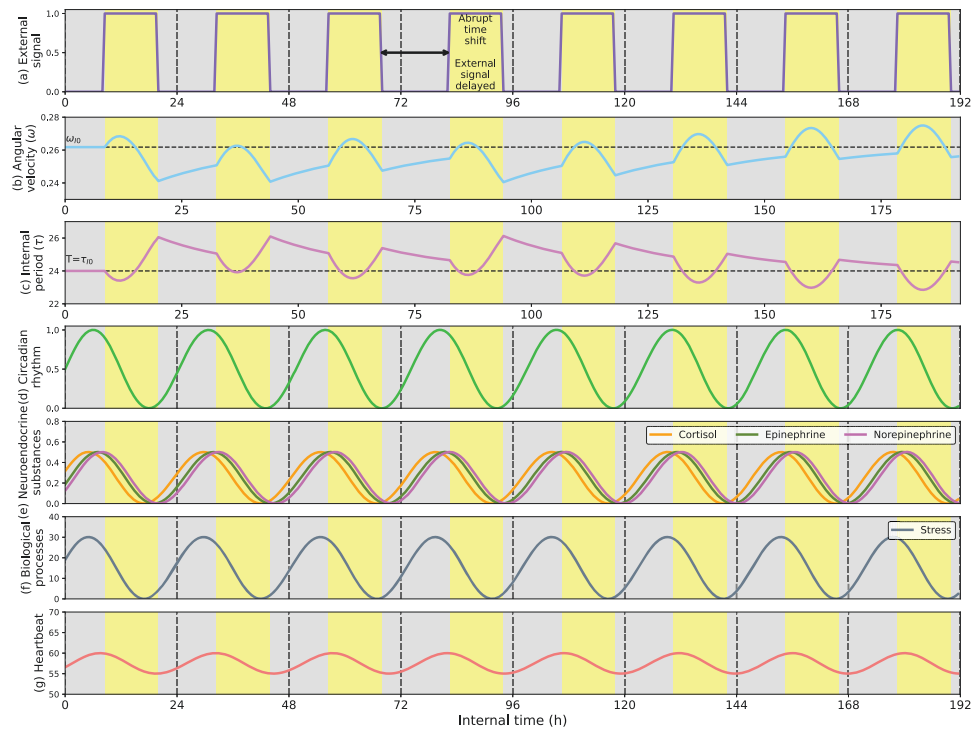 (a) External
signal
1.0
0.5
0.0
Abrupt
time
shift
External
signal
delayed
0 24 48 72 96 120 144 168 192
(b) Angular
velocity (ω)
0.28
0.26
0.24
ωI0
0 25 50 75 100 125 150 175
(c) Internal
period (τ)
26
24
22
T=τI0
0 25 50 75 100 125 150 175
(d) Circadian
rhythm
1.0
0.5
0.0
(e) Neuroendocrine
substances
0.8
0.6
0.4
0.2
0.0
Cortisol Epinephrine Norepinephrine
(f) Biological
processes
40
30
20
10
0
Stress
(g) Heartbeat
70
65
60
55
50
0 24 48 72 96 120 144 168 192
Internal time (h)